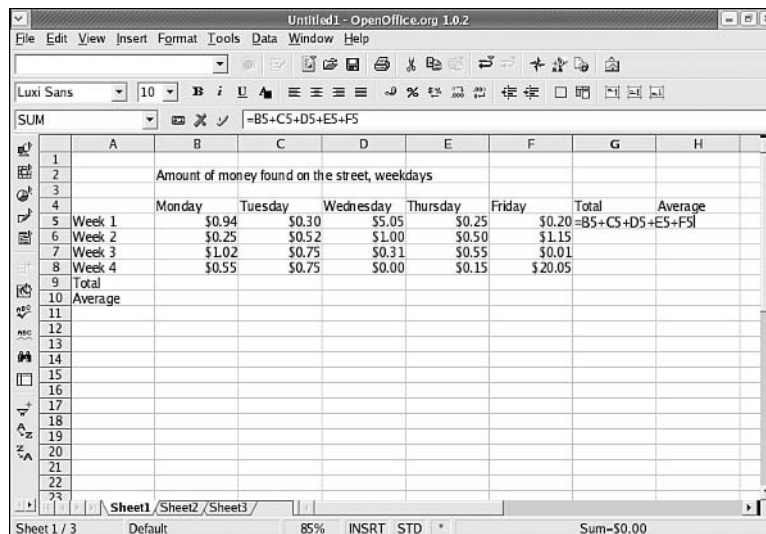 Untitled1 - OpenOffice.org 1.0.2
File Edit View Insert Format Tools Data Window Help
Luxi Sans 10 B i U A
SUM =B5+C5+D5+E5+F5
A B C D E F G H
1
2 Amount of money found on the street, weekdays
3
4 Monday Tuesday Wednesday Thursday Friday Total Average
5 Week 1 $0.94 $0.30 $5.05 $0.25 $0.20 =B5+C5+D5+E5+F5
6 Week 2 $0.25 $0.52 $1.00 $0.50 $1.15
7 Week 3 $1.02 $0.75 $0.31 $0.55 $0.01
8 Week 4 $0.55 $0.75 $0.00 $0.15 $20.05
9 Total
10 Average
11
12
13
14
15
16
17
18
19
20
21
22
23
Sheet1 Sheet2 Sheet3
Sheet 1 / 3 Default 85% INSRT STD * Sum=$0.00